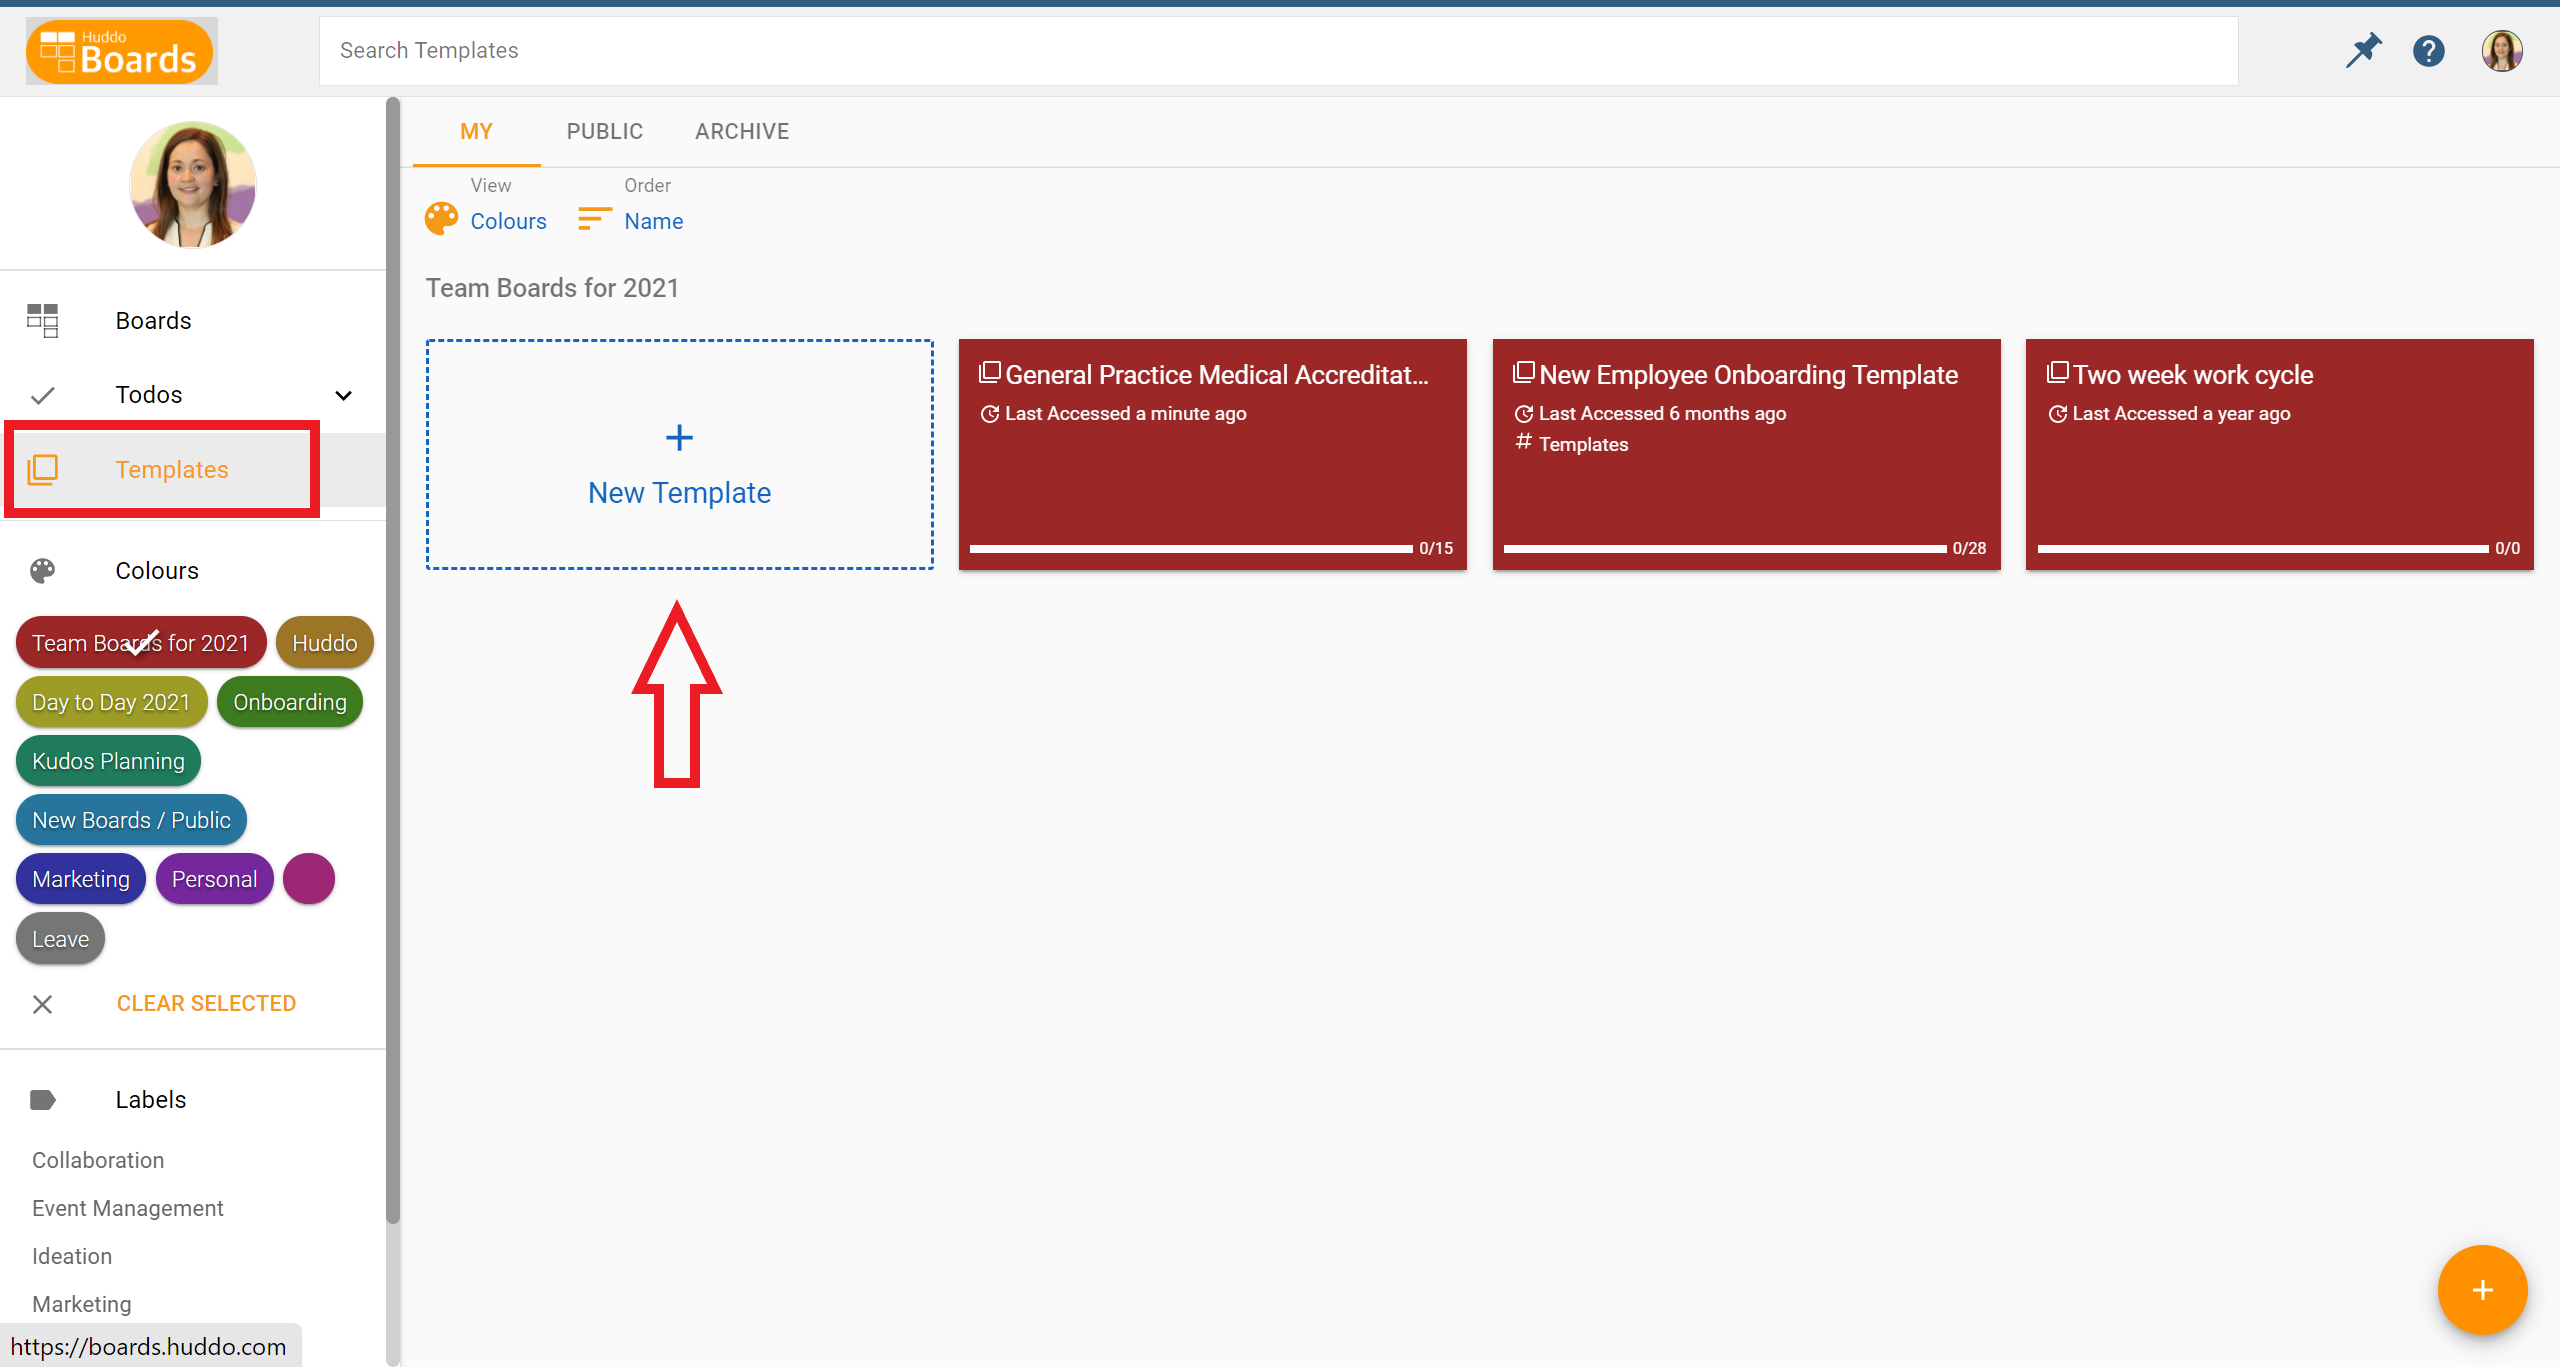 Huddo
Boards
Search Templates
MY PUBLIC ARCHIVE
View Order
Colours Name
Team Boards for 2021
Boards
Todos
Templates
+
New Template
General Practice Medical Accreditat...
Last Accessed a minute ago
0/15
New Employee Onboarding Template
Last Accessed 6 months ago
# Templates
0/28
Two week work cycle
Last Accessed a year ago
0/0
Colours
Team Boards for 2021 Huddo
Day to Day 2021 Onboarding
Kudos Planning
New Boards / Public
Marketing Personal
Leave
CLEAR SELECTED
Labels
Collaboration
Event Management
Ideation
Marketing
https://boards.huddo.com